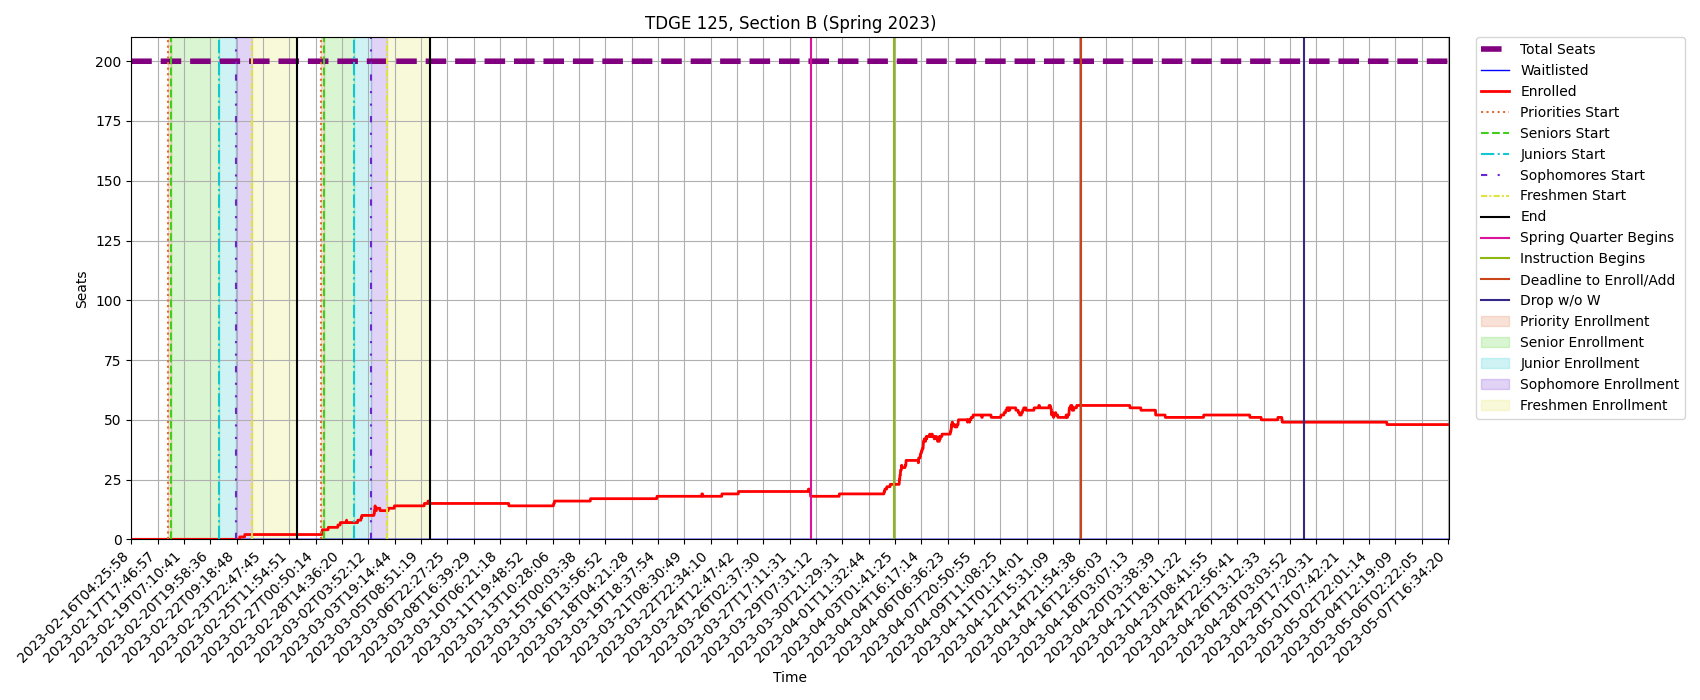 TDGE 125, Section B (Spring 2023)
Seats
200
175
150
125
100
75
50
25
0
2023-02-16T04:25:58
2023-02-17T17:46:57
2023-02-19T07:10:41
2023-02-20T19:58:36
2023-02-22T09:18:48
2023-02-23T22:47:45
2023-02-25T11:54:51
2023-02-27T00:50:14
2023-02-28T14:36:20
2023-03-02T03:52:12
2023-03-03T19:14:44
2023-03-05T08:51:19
2023-03-06T22:27:25
2023-03-08T16:39:29
2023-03-10T06:21:18
2023-03-11T19:48:52
2023-03-13T10:28:06
2023-03-15T00:03:38
2023-03-16T13:56:52
2023-03-18T04:21:28
2023-03-19T18:37:54
2023-03-21T08:30:49
2023-03-22T22:34:10
2023-03-24T12:47:42
2023-03-26T02:37:30
2023-03-27T17:11:31
2023-03-29T07:31:12
2023-03-30T21:29:31
2023-04-01T11:32:44
2023-04-03T01:41:25
2023-04-04T16:17:14
2023-04-06T06:36:23
2023-04-07T20:50:55
2023-04-09T11:08:25
2023-04-11T01:14:01
2023-04-12T15:31:09
2023-04-14T21:54:38
2023-04-16T12:56:03
2023-04-18T03:07:13
2023-04-20T03:38:39
2023-04-21T18:11:22
2023-04-23T08:41:55
2023-04-24T22:56:41
2023-04-26T13:12:33
2023-04-28T03:03:52
2023-04-29T17:20:31
2023-05-01T07:42:21
2023-05-02T22:01:14
2023-05-04T12:19:09
2023-05-06T02:22:05
2023-05-07T16:34:20
Time
Total Seats
Waitlisted
Enrolled
Priorities Start
Seniors Start
Juniors Start
Sophomores Start
Freshmen Start
End
Spring Quarter Begins
Instruction Begins
Deadline to Enroll/Add
Drop w/o W
Priority Enrollment
Senior Enrollment
Junior Enrollment
Sophomore Enrollment
Freshmen Enrollment